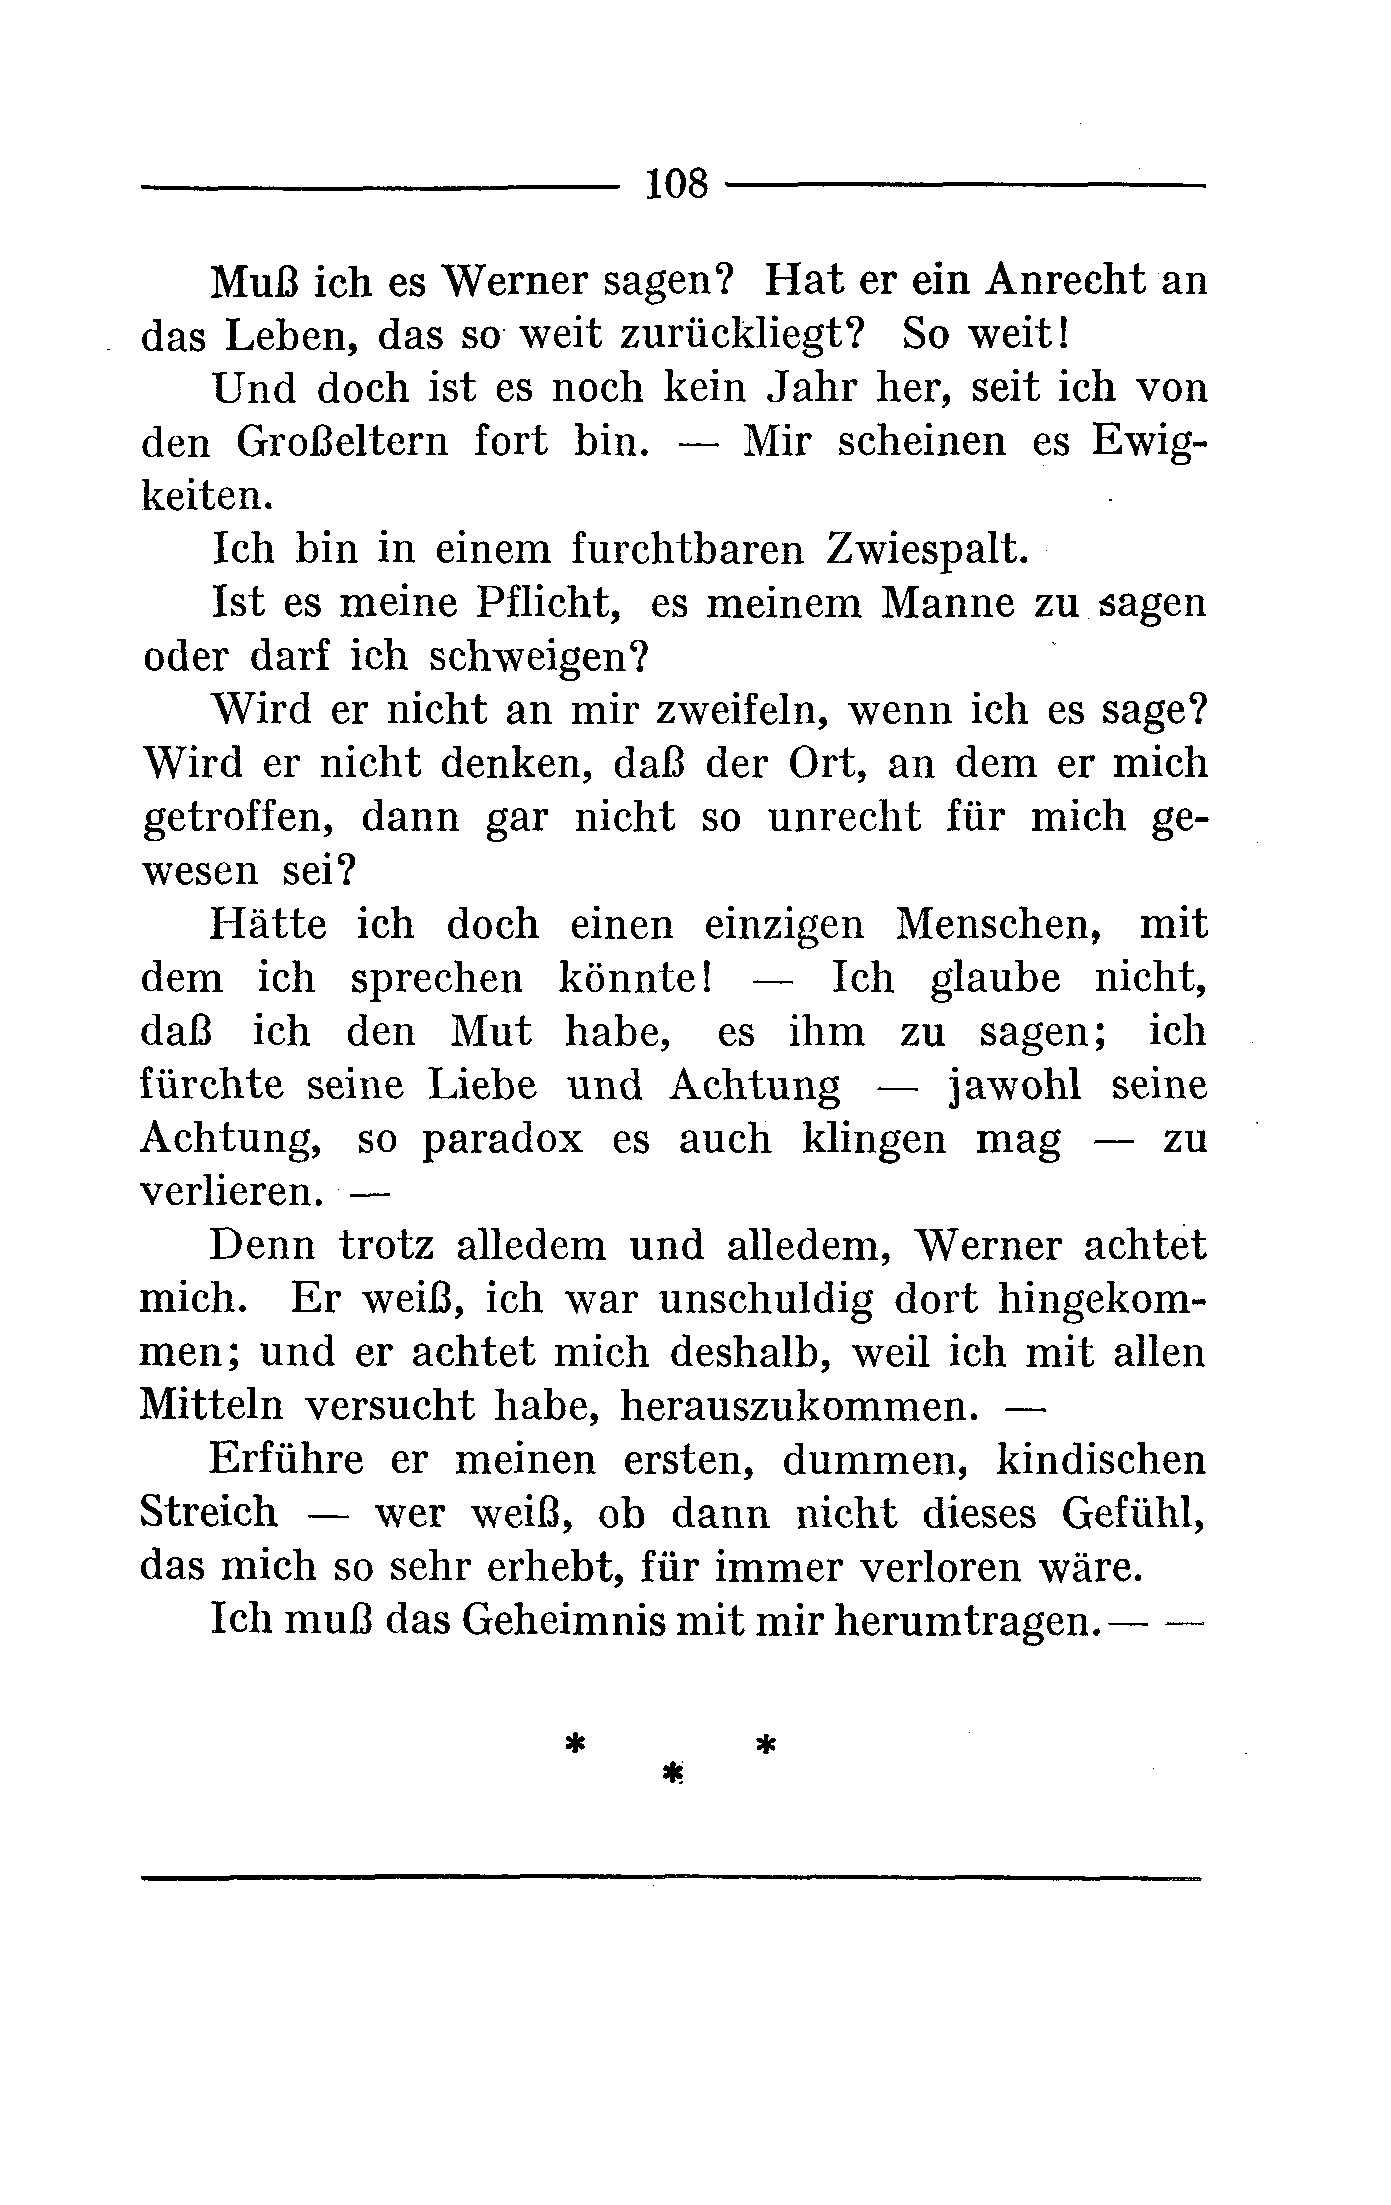 108
Muß ich es Werner sagen? Hat er ein Anrecht an
das Leben, das so weit zurückliegt? So weit!
Und doch ist es noch kein Jahr her, seit ich von
den Großeltern fort bin. — Mir scheinen es Ewig-
keiten.
Ich bin in einem furchtbaren Zwiespalt.
Ist es meine Pflicht, es meinem Manne zu sagen
oder darf ich schweigen?
Wird er nicht an mir zweifeln, wenn ich es sage?
Wird er nicht denken, daß der Ort, an dem er mich
getroffen, dann gar nicht so unrecht für mich ge-
wesen sei?
Hätte ich doch einen einzigen Menschen, mit
dem ich sprechen könnte! — Ich glaube nicht,
daß ich den Mut habe, es ihm zu sagen; ich
fürchte seine Liebe und Achtung — jawohl seine
Achtung, so paradox es auch klingen mag — zu
verlieren. —
Denn trotz alledem und alledem, Werner achtet
mich. Er weiß, ich war unschuldig dort hingekom-
men; und er achtet mich deshalb, weil ich mit allen
Mitteln versucht habe, herauszukommen. —
Erführe er meinen ersten, dummen, kindischen
Streich — wer weiß, ob dann nicht dieses Gefühl,
das mich so sehr erhebt, für immer verloren wäre.
Ich muß das Geheimnis mit mir herumtragen. — —
* *
*